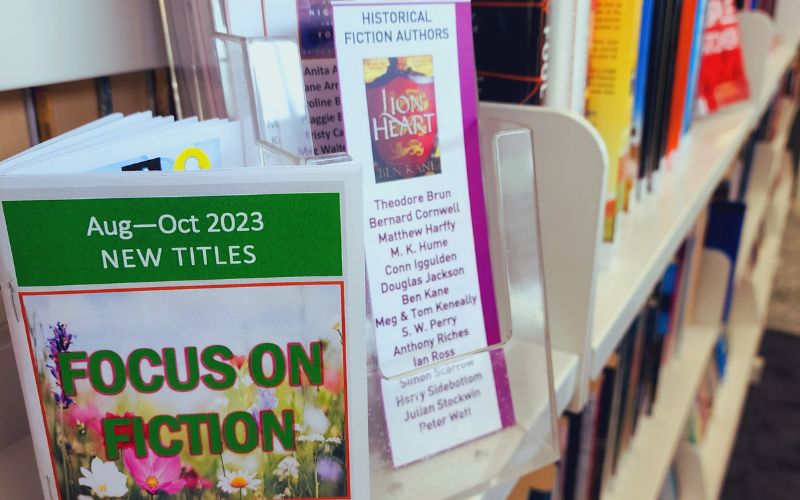 Aug—Oct 2023
NEW TITLES
FOCUS ON
FICTION
HISTORICAL
FICTION AUTHORS
LION
HEART
BEN KANE
Theodore Brun
Bernard Cornwell
Matthew Harffy
M. K. Hume
Conn Iggulden
Douglas Jackson
Ben Kane
Meg & Tom Keneally
S. W. Perry
Anthony Riches
Ian Ross
Simon Scarrow
Harry Sidebottom
Julian Stockwin
Peter Watt
Anita